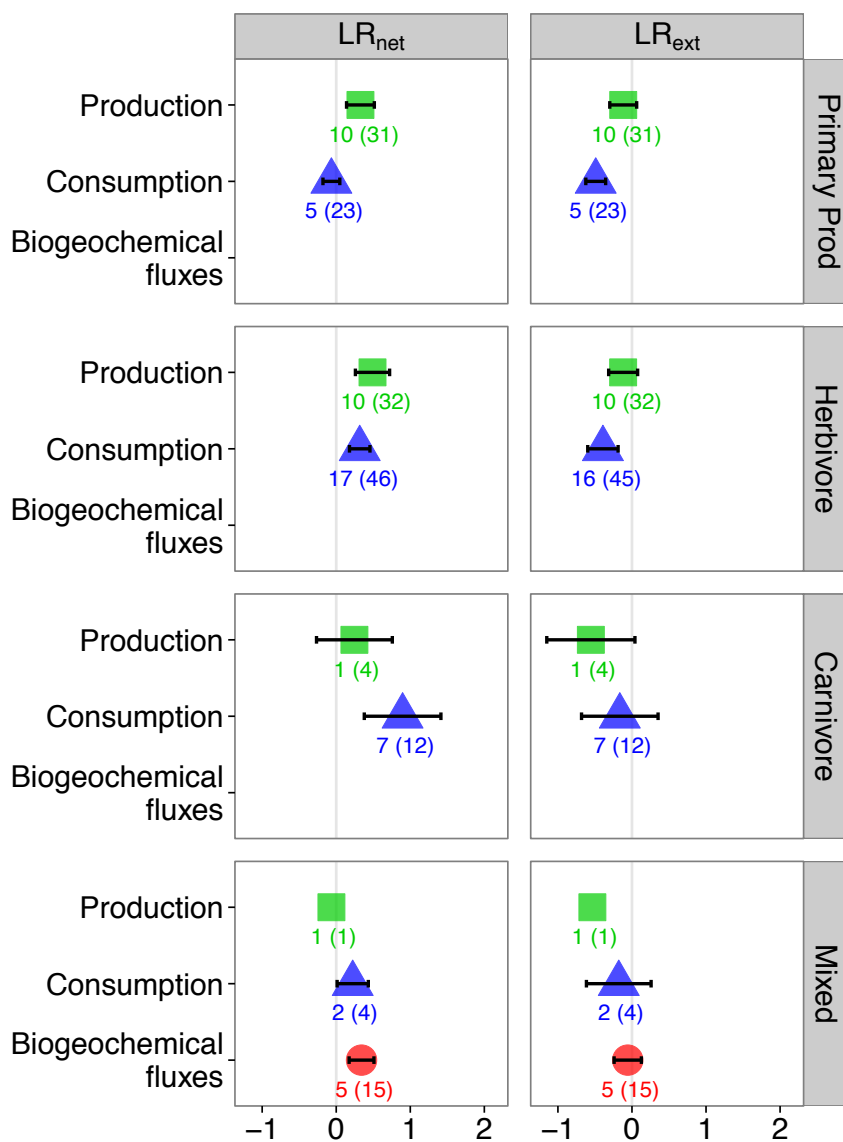 LRnet
LRext
Production
10 (31)
10 (31)
Consumption
5 (23)
5 (23)
Biogeochemical
fluxes
Primary Prod
Production
10 (32)
10 (32)
Consumption
17 (46)
16 (45)
Biogeochemical
fluxes
Herbivore
Production
1 (4)
1 (4)
Consumption
7 (12)
7 (12)
Biogeochemical
fluxes
Carnivore
Production
1 (1)
1 (1)
Consumption
2 (4)
2 (4)
Biogeochemical
fluxes
5 (15)
5 (15)
Mixed
−1 0 1 2
−1 0 1 2